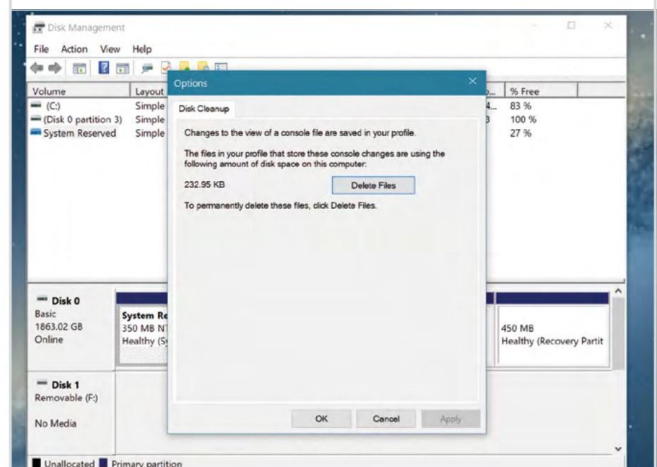 Disk Management
File Action View Help
Options
Volume Layout % Free
(C:) Simple 83 %
(Disk 0 partition 3) Simple 100 %
System Reserved Simple 27 %
Disk Cleanup
Changes to the view of a console file are saved in your profile.
The files in your profile that store these console changes are using the
following amount of disk space on this computer:
232.95 KB Delete Files
To permanently delete these files, click Delete Files.
Disk 0
Basic
1863.02 GB
Online
System Re
350 MB NT
Healthy (Sy
450 MB
Healthy (Recovery Partit
Disk 1
Removable (F:)
No Media
OK Cancel Apply
Unallocated Primary partition